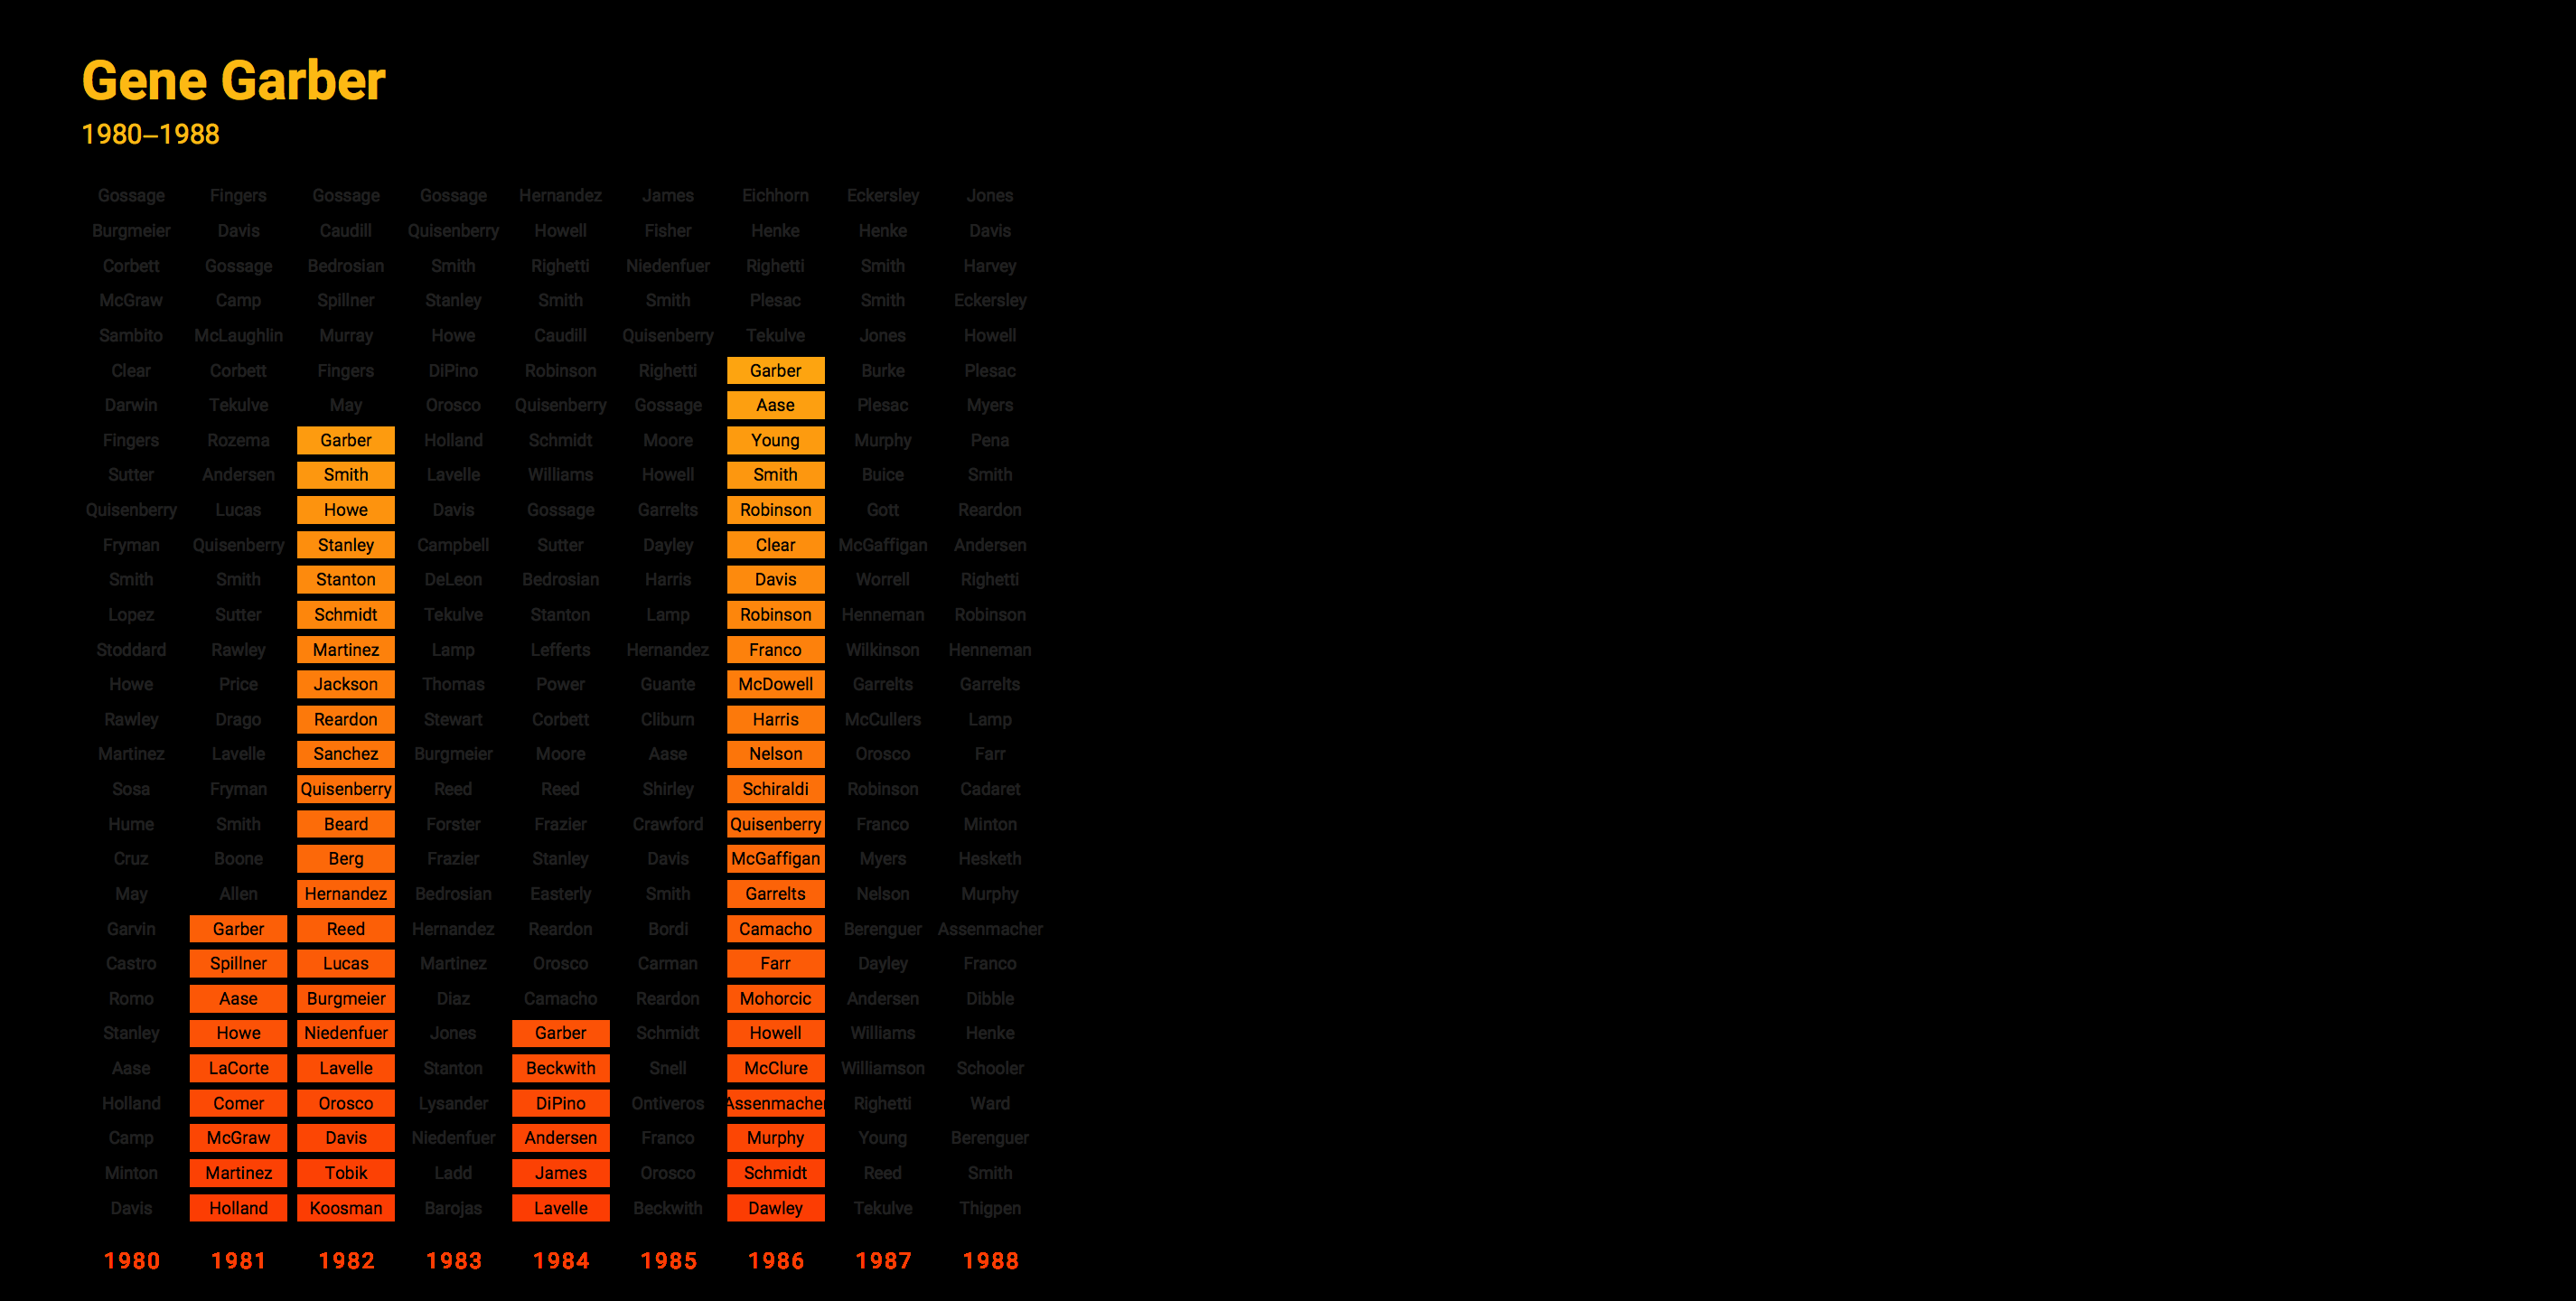 Gene Garber
1980–1988
Gossage Fingers Gossage Gossage Hernandez James Eichhorn Eckersley Jones
Burgmeier Davis Caudill Quisenberry Howell Fisher Henke Henke Davis
Corbett Gossage Bedrosian Smith Righetti Niedenfuer Righetti Smith Harvey
McGraw Camp Spillner Stanley Smith Smith Plesac Smith Eckersley
Sambito McLaughlin Murray Howe Caudill Quisenberry Tekulve Jones Howell
Clear Corbett Fingers DiPino Robinson Righetti Garber Burke Plesac
Darwin Tekulve May Orosco Quisenberry Gossage Aase Plesac Myers
Fingers Rozema Garber Holland Schmidt Moore Young Murphy Pena
Sutter Andersen Smith Lavelle Williams Howell Smith Buice Smith
Quisenberry Lucas Howe Davis Gossage Garrelts Robinson Gott Reardon
Fryman Quisenberry Stanley Campbell Sutter Dayley Clear McGaffigan Andersen
Smith Smith Stanton DeLeon Bedrosian Harris Davis Worrell Righetti
Lopez Sutter Schmidt Tekulve Stanton Lamp Robinson Henneman Robinson
Stoddard Rawley Martinez Lamp Lefferts Hernandez Franco Wilkinson Henneman
Howe Price Jackson Thomas Power Guante McDowell Garrelts Garrelts
Rawley Drago Reardon Stewart Corbett Cliburn Harris McCullers Lamp
Martinez Lavelle Sanchez Burgmeier Moore Aase Nelson Orosco Farr
Sosa Fryman Quisenberry Reed Reed Shirley Schiraldi Robinson Cadaret
Hume Smith Beard Forster Frazier Crawford Quisenberry Franco Minton
Cruz Boone Berg Frazier Stanley Davis McGaffigan Myers Hesketh
May Allen Hernandez Bedrosian Easterly Smith Garrelts Nelson Murphy
Garvin Garber Reed Hernandez Reardon Bordi Camacho Berenguer Assenmacher
Castro Spillner Lucas Martinez Orosco Carman Farr Dayley Franco
Romo Aase Burgmeier Diaz Camacho Reardon Mohorcic Andersen Dibble
Stanley Howe Niedenfuer Jones Garber Schmidt Howell Williams Henke
Aase LaCorte Lavelle Stanton Beckwith Snell McClure Williamson Schooler
Holland Comer Orosco Lysander DiPino Ontiveros Assenmacher Righetti Ward
Camp McGraw Davis Niedenfuer Andersen Franco Murphy Young Berenguer
Minton Martinez Tobik Ladd James Orosco Schmidt Reed Smith
Davis Holland Koosman Barojas Lavelle Beckwith Dawley Tekulve Thigpen
1980 1981 1982 1983 1984 1985 1986 1987 1988